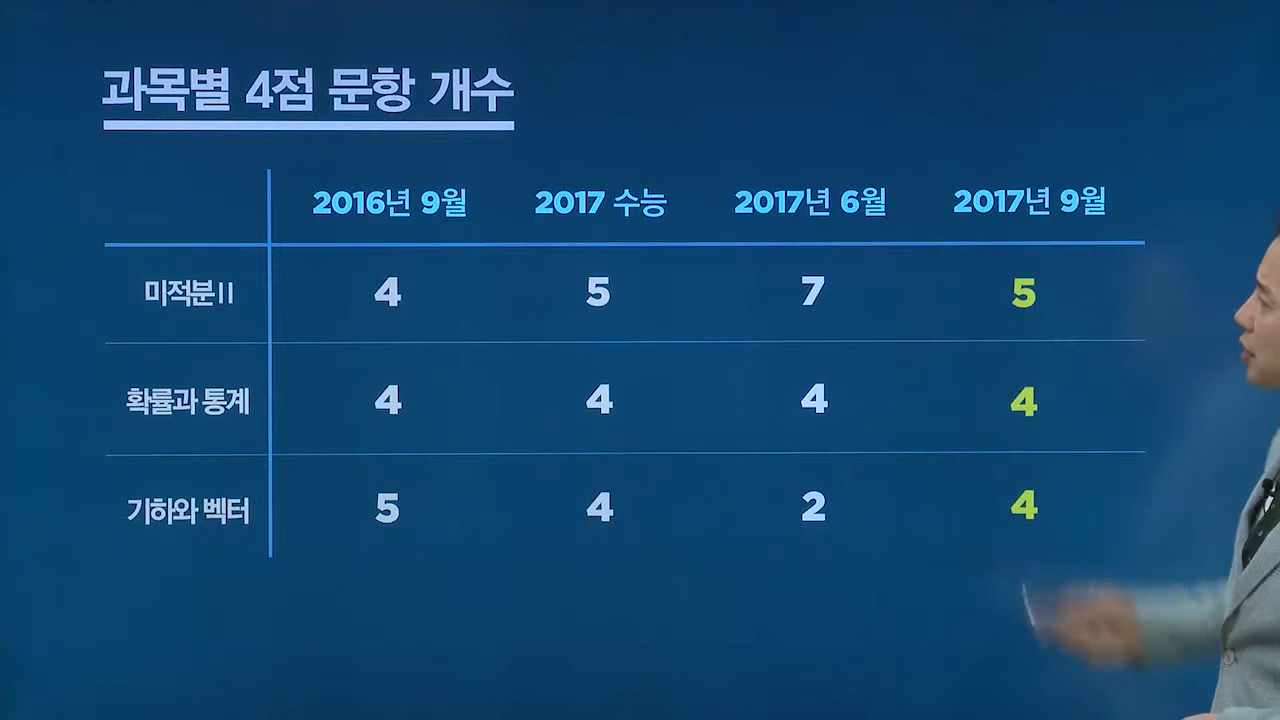 과목별 4점 문항 개수
2016년 9월 2017 수능 2017년 6월 2017년 9월
미적분II 4 5 7 5
확률과 통계 4 4 4 4
기하와 벡터 5 4 2 4